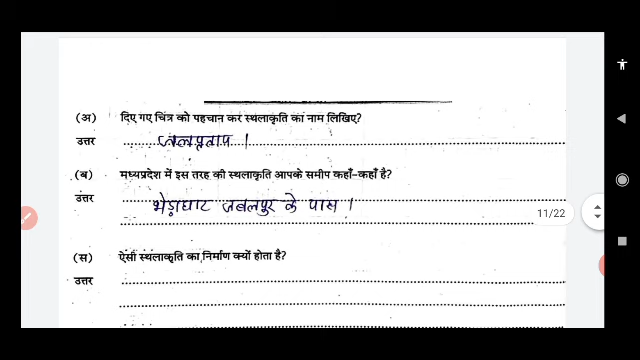 (अ) दिए गए चित्र को पहचान कर स्थलाकृति का नाम लिखिए?
उत्तर जलप्रताप ।
(ब) मध्यप्रदेश में इस तरह की स्थलाकृति आपके समीप कहाँ-कहाँ है?
उत्तर
भेड़ाघाट जबलपुर के पास ।
11/22
(स) ऐसी स्थलाकृति का निर्माण क्यों होता है?
उत्तर